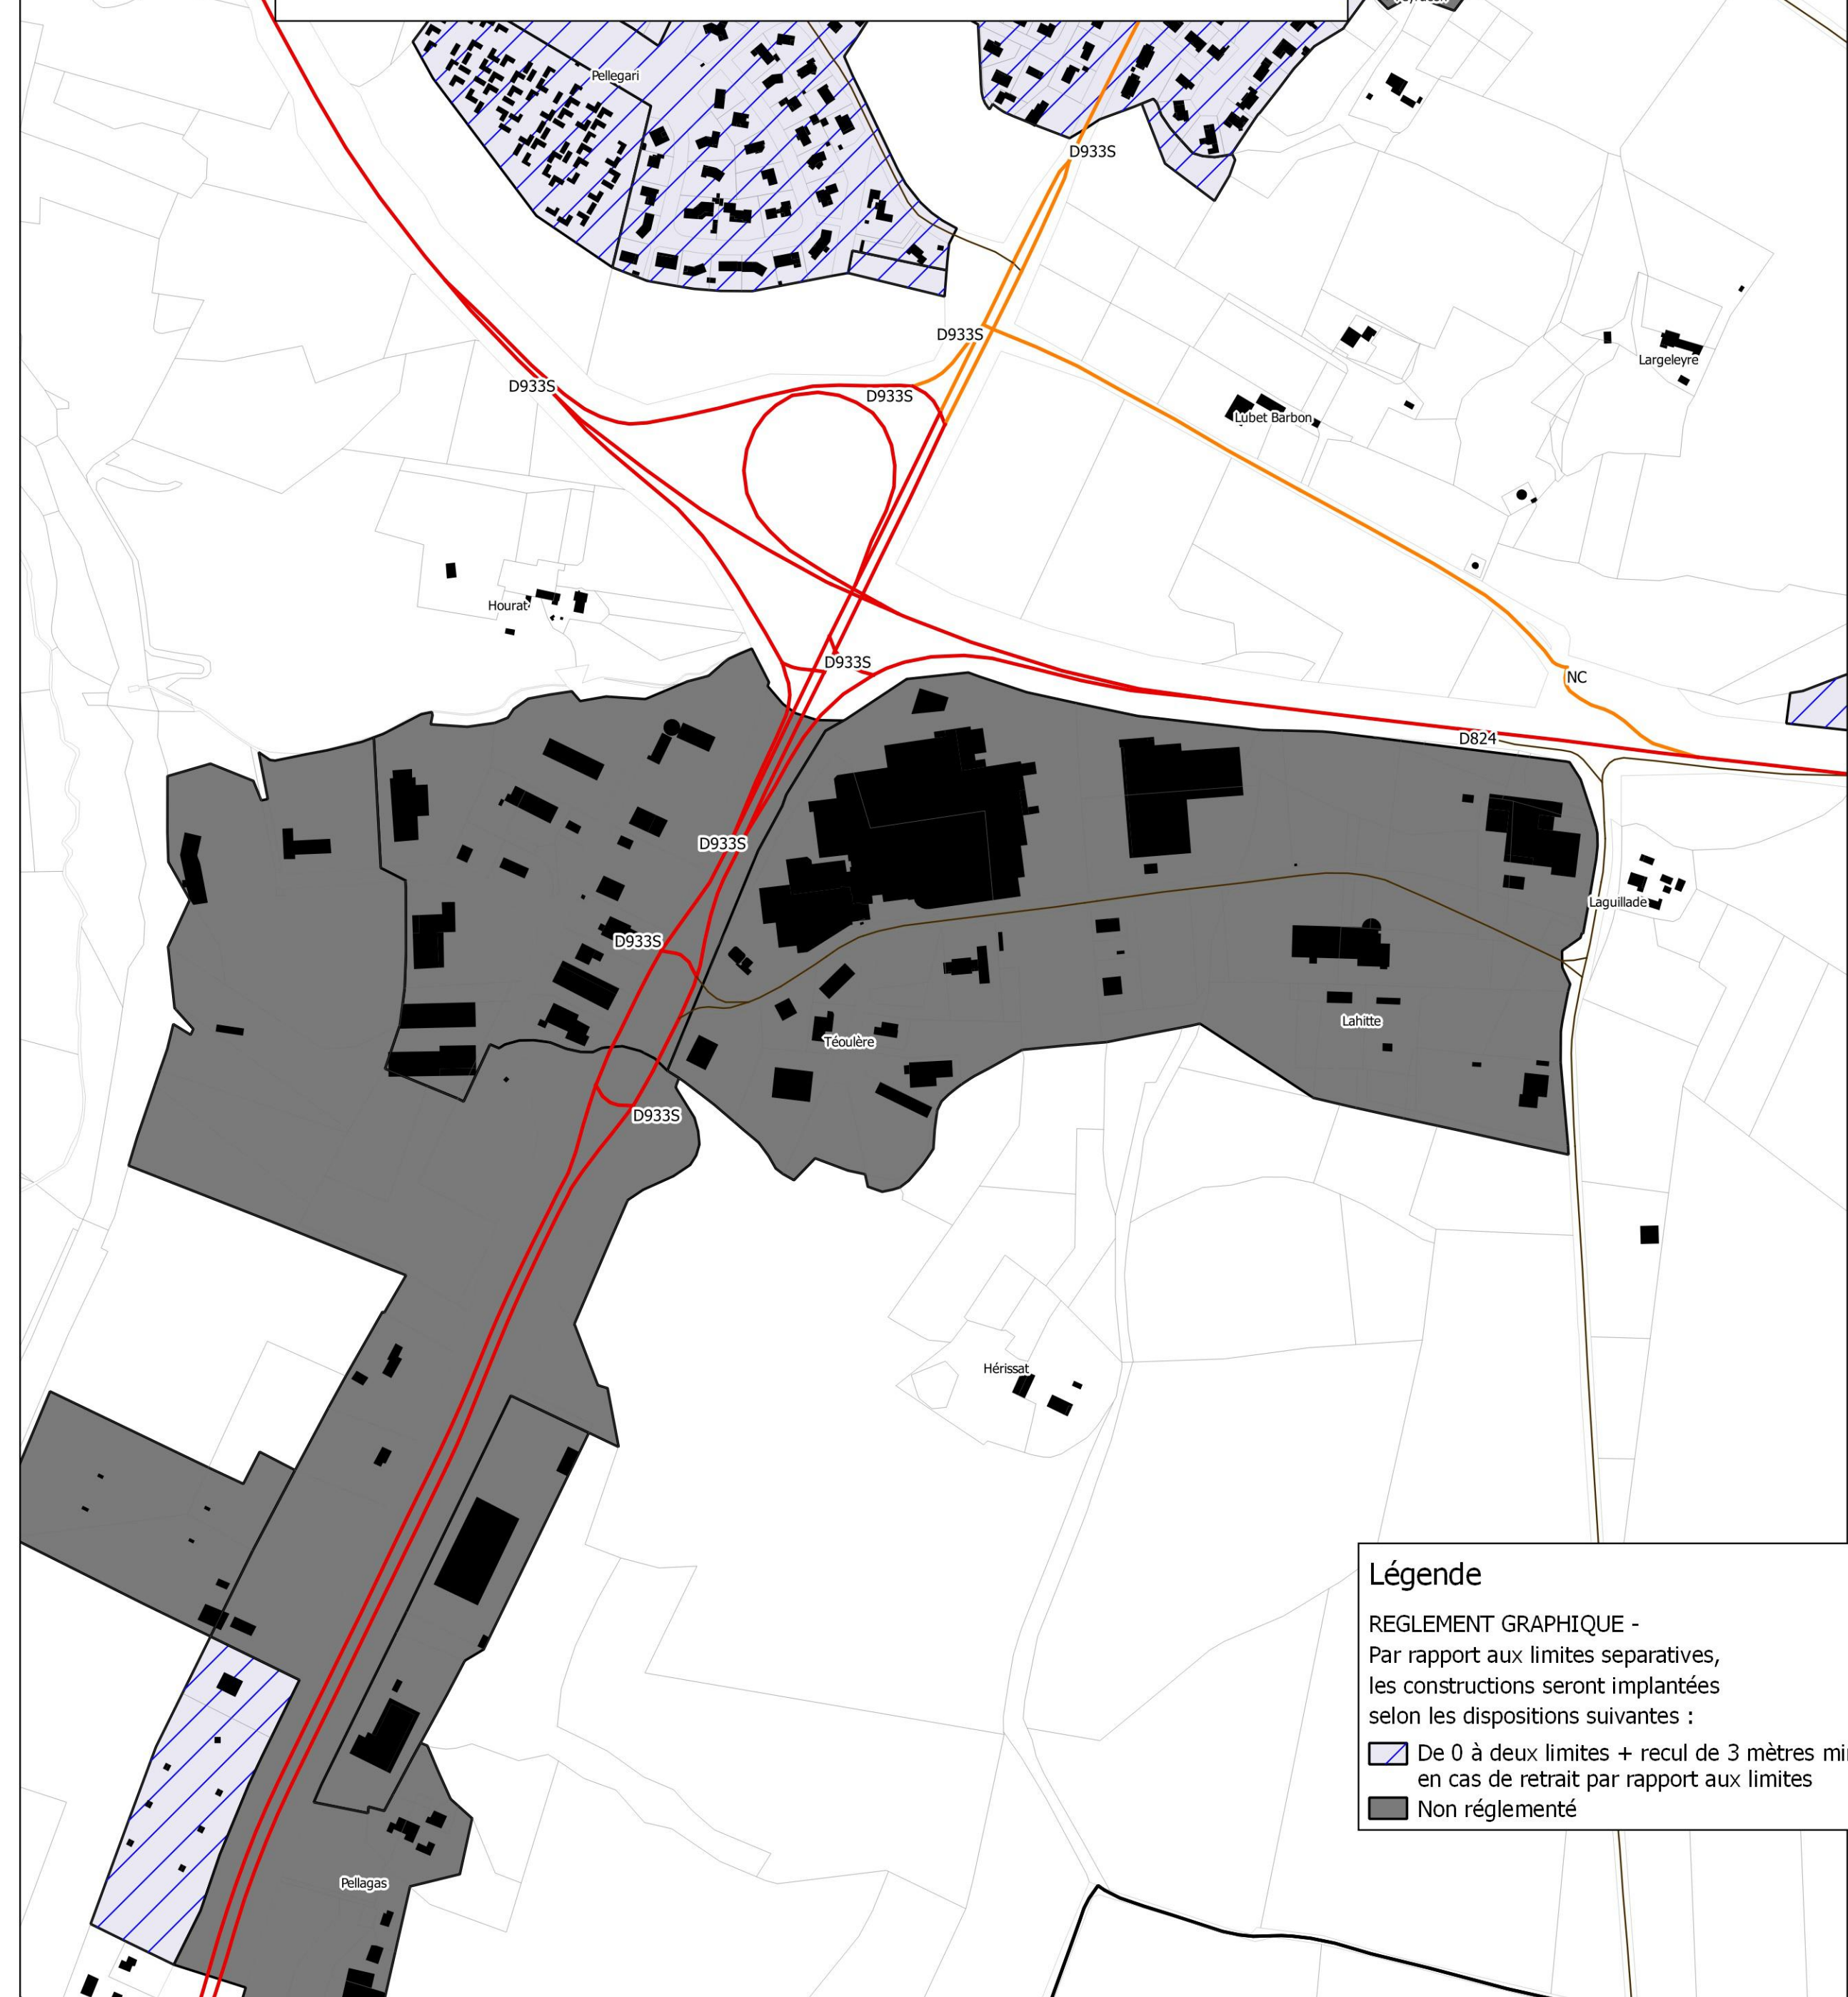 Pellegari
D933S
D933S
Largeleyre
D933S
D933S
Lubet Barbon
Hourat
D933S
NC
D824
D933S
Laguillade
D933S
Lahitte
Téoulère
D933S
Hérissat
Légende
REGLEMENT GRAPHIQUE -
Par rapport aux limites separatives,
les constructions seront implantées
selon les dispositions suivantes :
De 0 à deux limites + recul de 3 mètres
en cas de retrait par rapport aux limites
Non réglementé
Pellagas